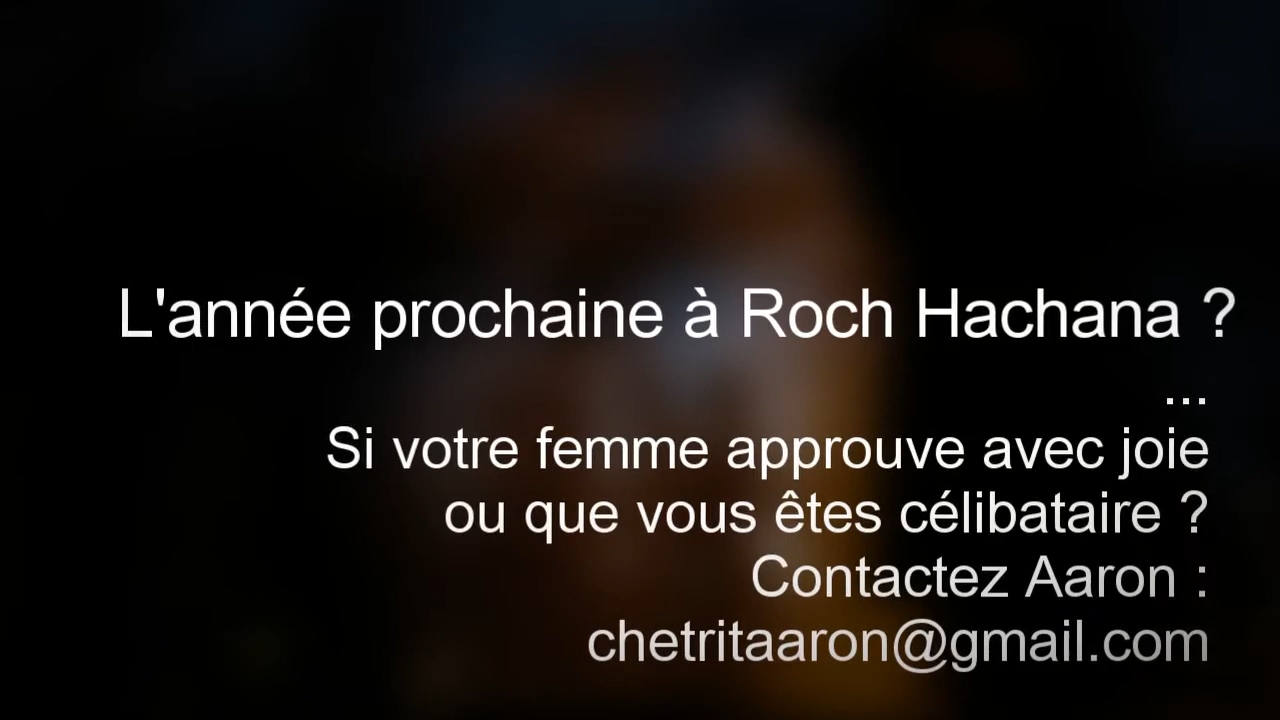 L'année prochaine à Roch Hachana ?
...
Si votre femme approuve avec joie
ou que vous êtes célibataire ?
Contactez Aaron :
chetritaaron@gmail.com